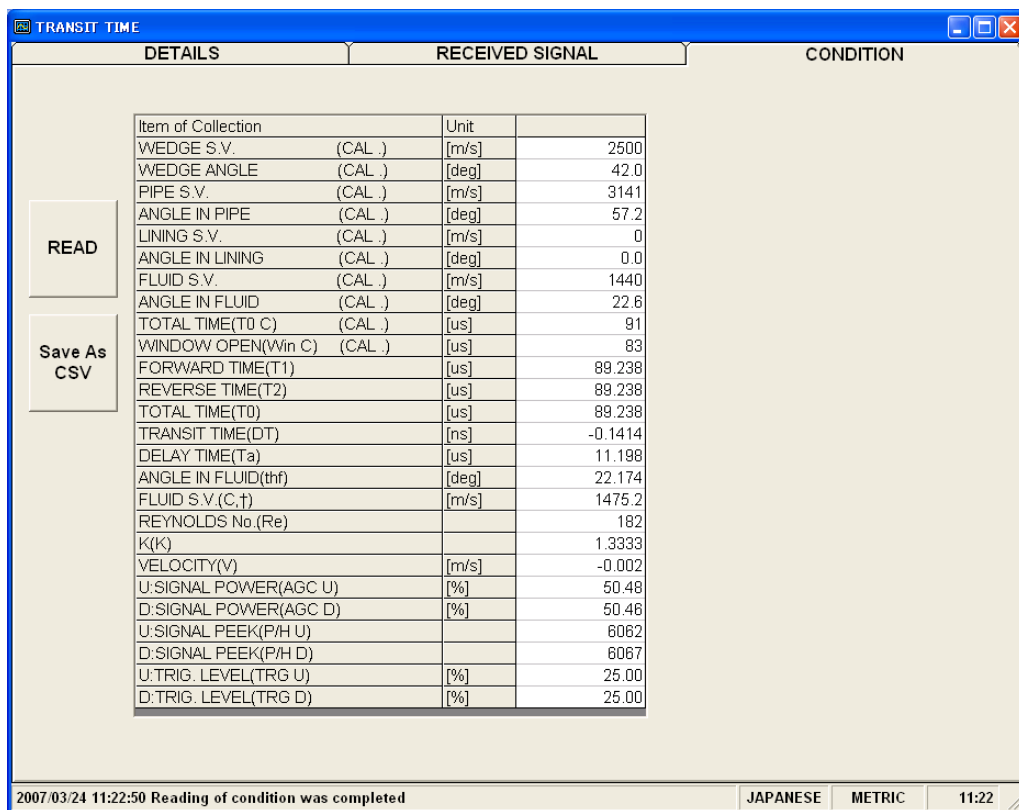 TRANSIT TIME
DETAILS RECEIVED SIGNAL CONDITION
READ
Save As
CSV
Item of Collection Unit
WEDGE S.V. (CAL .) [m/s] 2500
WEDGE ANGLE (CAL .) [deg] 42.0
PIPE S.V. (CAL .) [m/s] 3141
ANGLE IN PIPE (CAL .) [deg] 57.2
LINING S.V. (CAL .) [m/s] 0
ANGLE IN LINING (CAL .) [deg] 0.0
FLUID S.V. (CAL .) [m/s] 1440
ANGLE IN FLUID (CAL .) [deg] 22.6
TOTAL TIME(T0 C) (CAL .) [us] 91
WINDOW OPEN(Win C) (CAL .) [us] 83
FORWARD TIME(T1) [us] 89.238
REVERSE TIME(T2) [us] 89.238
TOTAL TIME(T0) [us] 89.238
TRANSIT TIME(DT) [ns] -0.1414
DELAY TIME(Ta) [us] 11.198
ANGLE IN FLUID(thf) [deg] 22.174
FLUID S.V.(C,†) [m/s] 1475.2
REYNOLDS No.(Re) 182
K(K) 1.3333
VELOCITY(V) [m/s] -0.002
U:SIGNAL POWER(AGC U) [%] 50.48
D:SIGNAL POWER(AGC D) [%] 50.46
U:SIGNAL PEEK(P/H U) 6062
D:SIGNAL PEEK(P/H D) 6067
U:TRIG. LEVEL(TRG U) [%] 25.00
D:TRIG. LEVEL(TRG D) [%] 25.00
2007/03/24 11:22:50 Reading of condition was completed JAPANESE METRIC 11:22